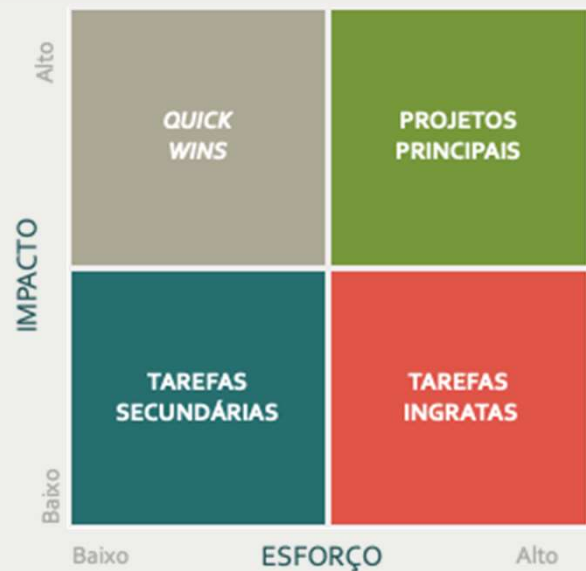 Alto
QUICK
WINS
PROJETOS
PRINCIPAIS
IMPACTO
TAREFAS
SECUNDÁRIAS
TAREFAS
INGRATAS
Baixo
Baixo
ESFORÇO
Alto